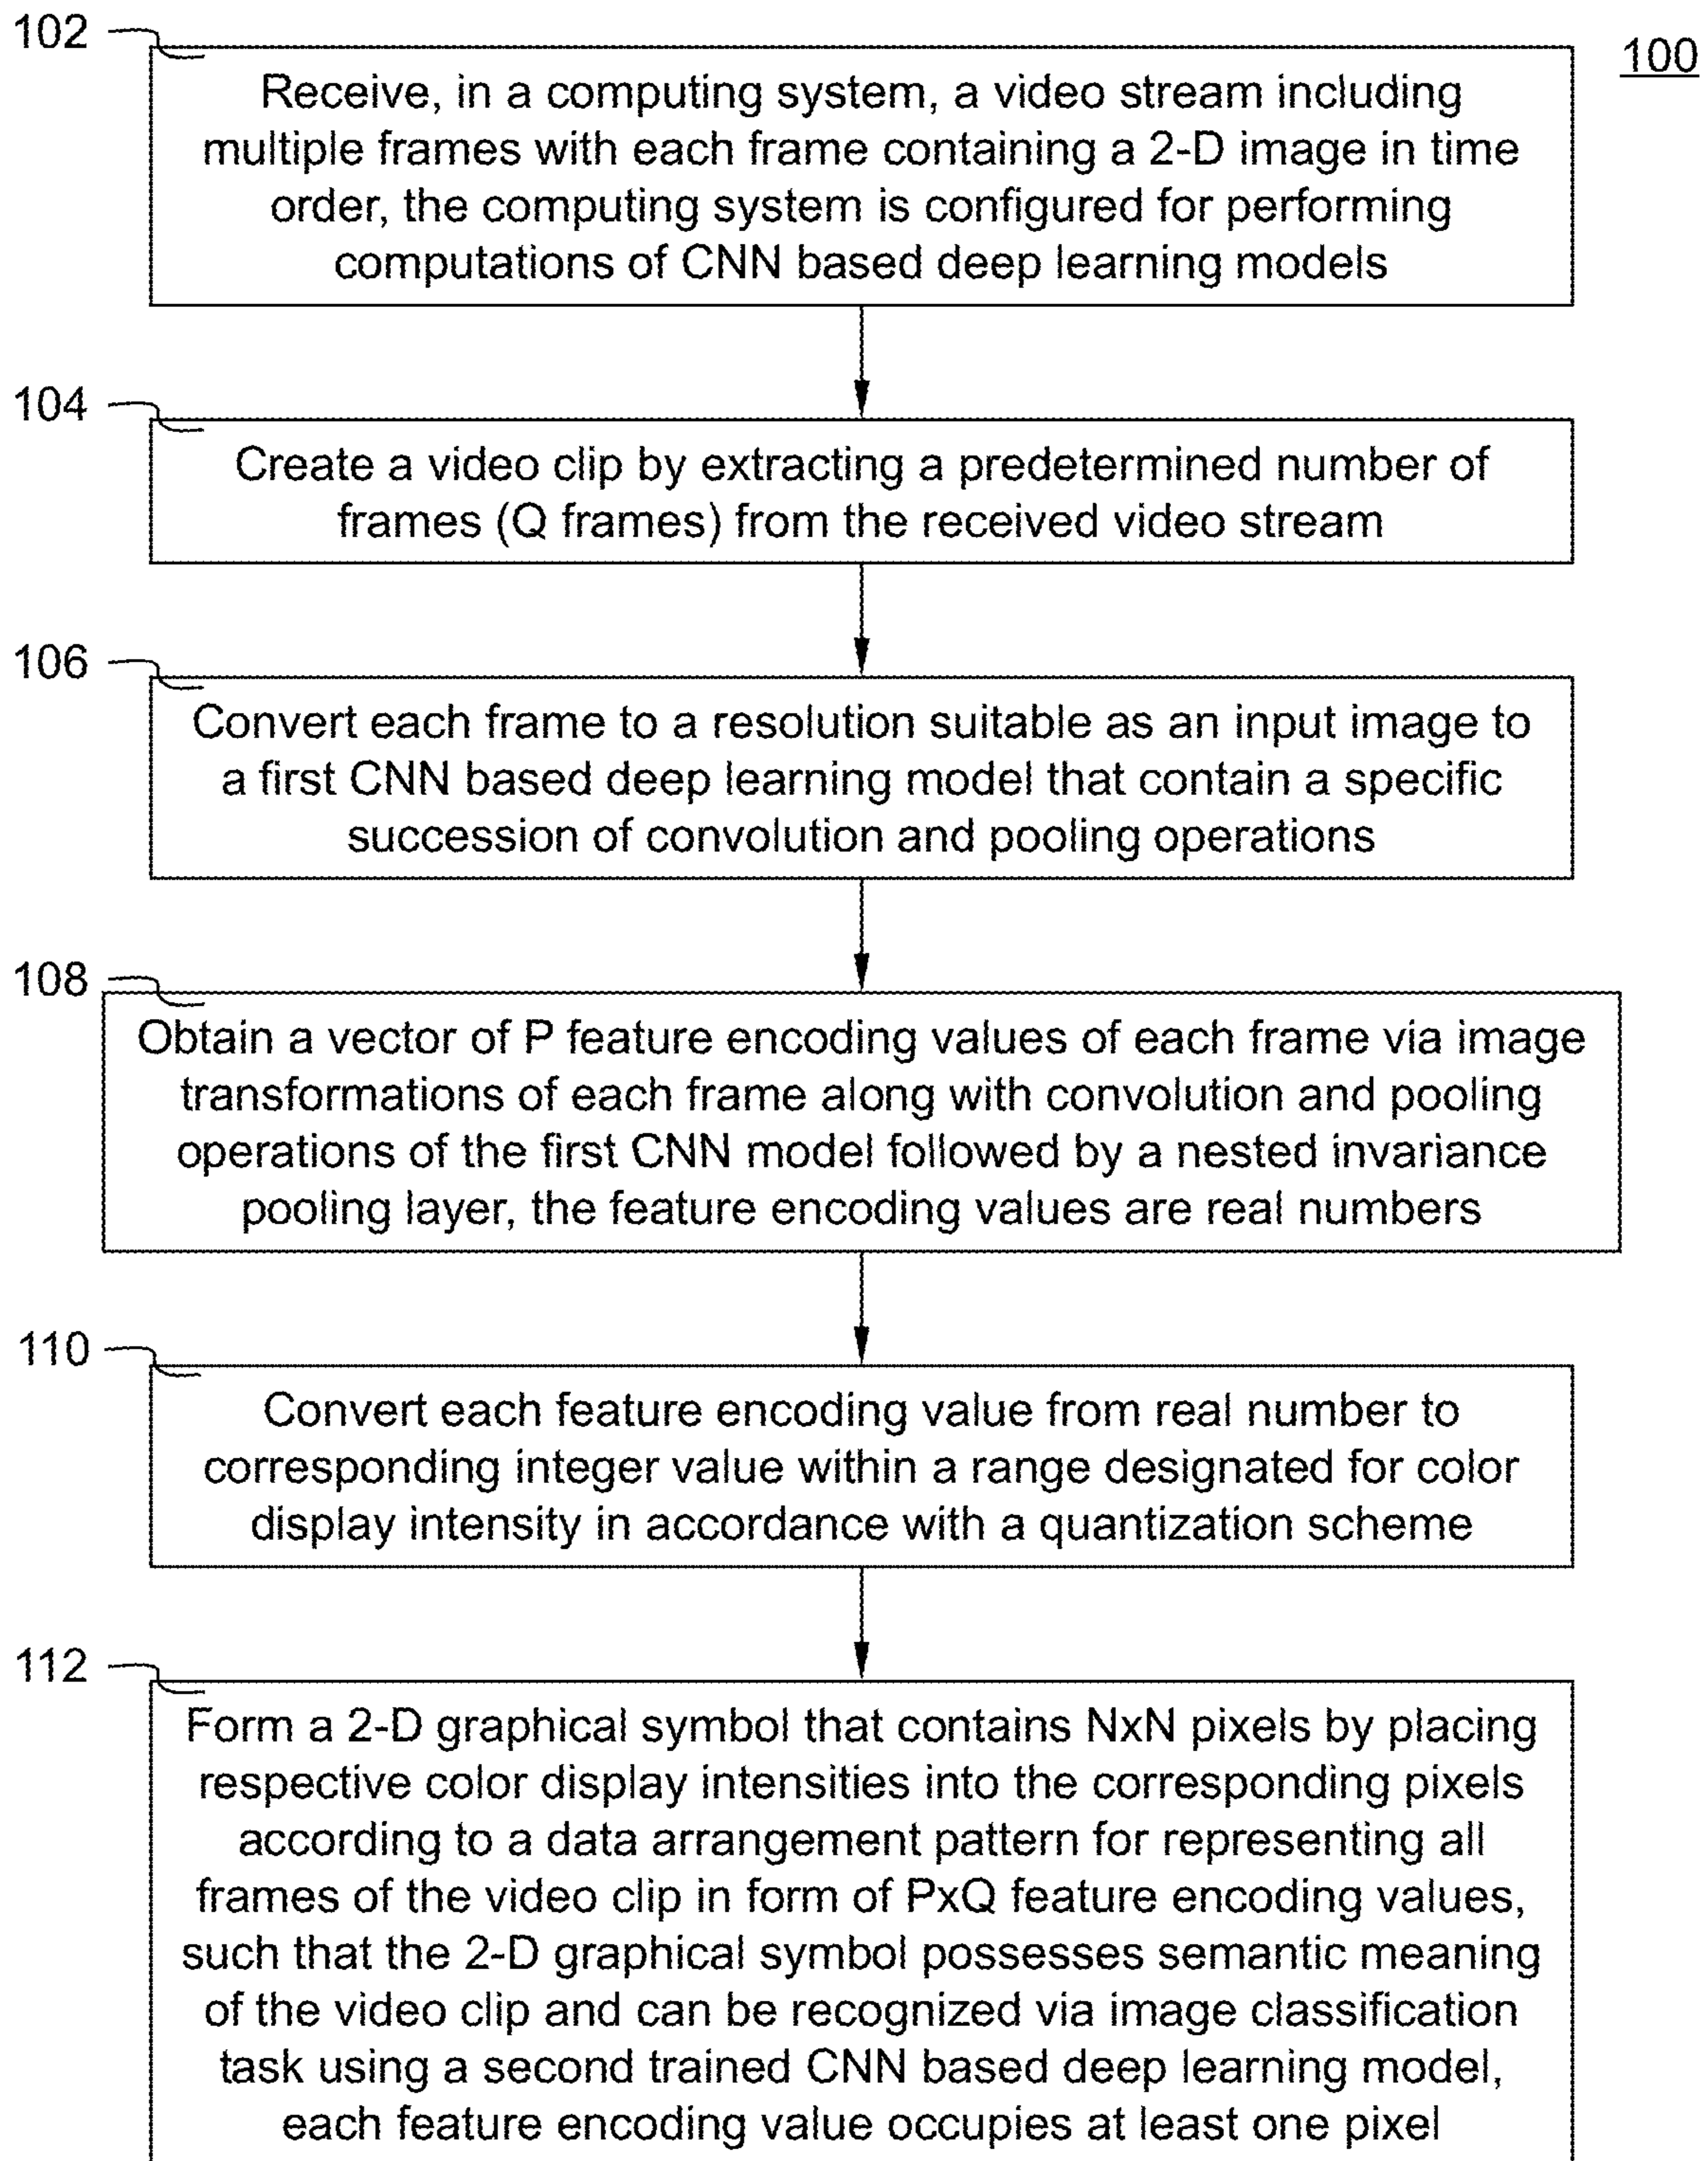 100
102
Receive, in a computing system, a video stream including
multiple frames with each frame containing a 2-D image in time
order, the computing system is configured for performing
computations of CNN based deep learning models
104
Create a video clip by extracting a predetermined number of
frames (Q frames) from the received video stream
106
Convert each frame to a resolution suitable as an input image to
a first CNN based deep learning model that contain a specific
succession of convolution and pooling operations
108
Obtain a vector of P feature encoding values of each frame via image
transformations of each frame along with convolution and pooling
operations of the first CNN model followed by a nested invariance
pooling layer, the feature encoding values are real numbers
110
Convert each feature encoding value from real number to
corresponding integer value within a range designated for color
display intensity in accordance with a quantization scheme
112
Form a 2-D graphical symbol that contains NxN pixels by placing
respective color display intensities into the corresponding pixels
according to a data arrangement pattern for representing all
frames of the video clip in form of PxQ feature encoding values,
such that the 2-D graphical symbol possesses semantic meaning
of the video clip and can be recognized via image classification
task using a second trained CNN based deep learning model,
each feature encoding value occupies at least one pixel